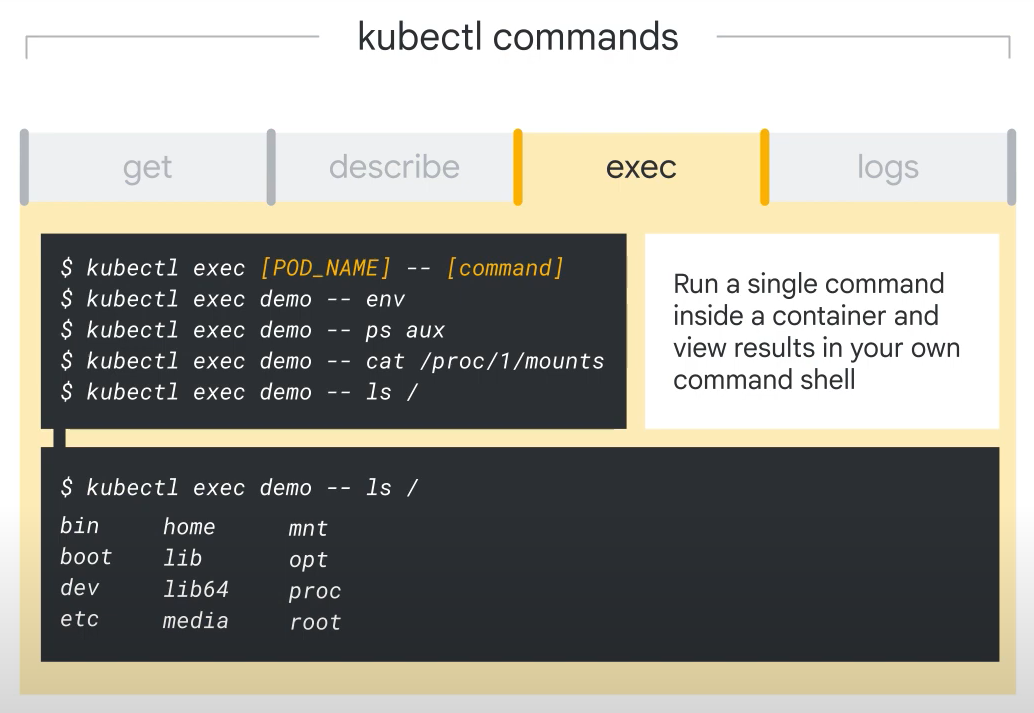 kubectl commands
get describe exec logs
$ kubectl exec [POD_NAME] -- [command]
$ kubectl exec demo -- env
$ kubectl exec demo -- ps aux
$ kubectl exec demo -- cat /proc/1/mounts
$ kubectl exec demo -- ls /
Run a single command
inside a container and
view results in your own
command shell
$ kubectl exec demo -- ls /
bin home mnt
boot lib opt
dev lib64 proc
etc media root